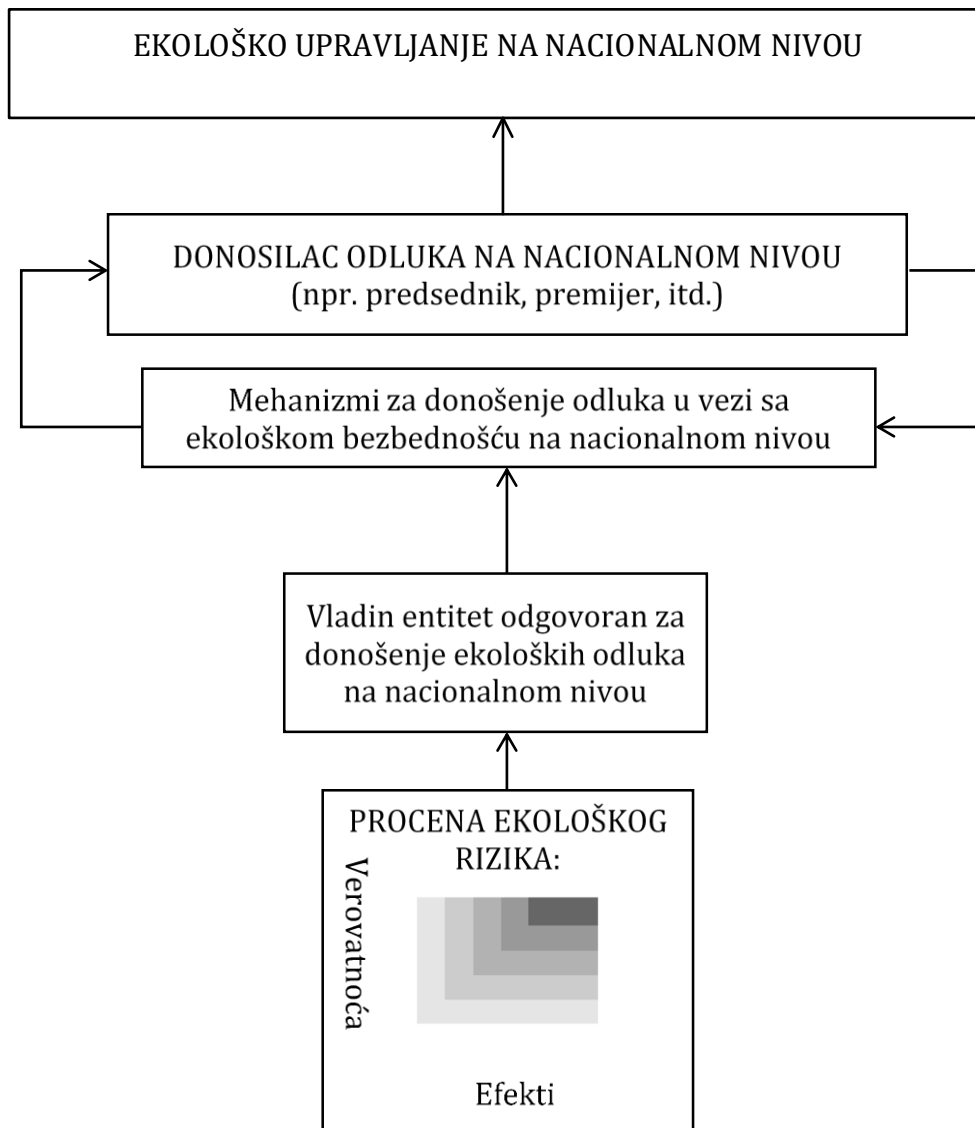 EKOLOŠKO UPRAVLJANJE NA NACIONALNOM NIVOU
DONOSILAC ODLUKA NA NACIONALNOM NIVOU
(npr. predsednik, premijer, itd.)
Mehanizmi za donošenje odluka u vezi sa
ekološkom bezbednošću na nacionalnom nivou
Vladin entitet odgovoran za
donošenje ekoloških odluka
na nacionalnom nivou
PROCENA EKOLOŠKOG
RIZIKA:
Verovatnoća
Efekti